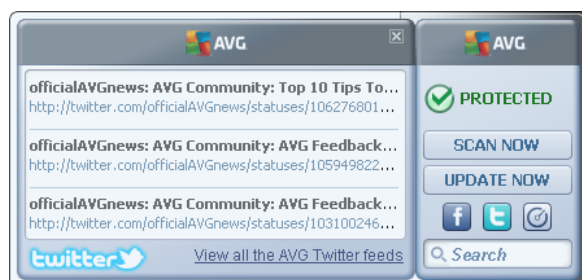 AVG
officialAVGnews: AVG Community: Top 10 Tips To...
http://twitter.com/officialAVGnews/statuses/106276801...
officialAVGnews: AVG Community: AVG Feedback...
http://twitter.com/officialAVGnews/statuses/105949822...
officialAVGnews: AVG Community: AVG Feedback...
http://twitter.com/officialAVGnews/statuses/103100246...
twitter
View all the AVG Twitter feeds
AVG
PROTECTED
SCAN NOW
UPDATE NOW
f t
Search